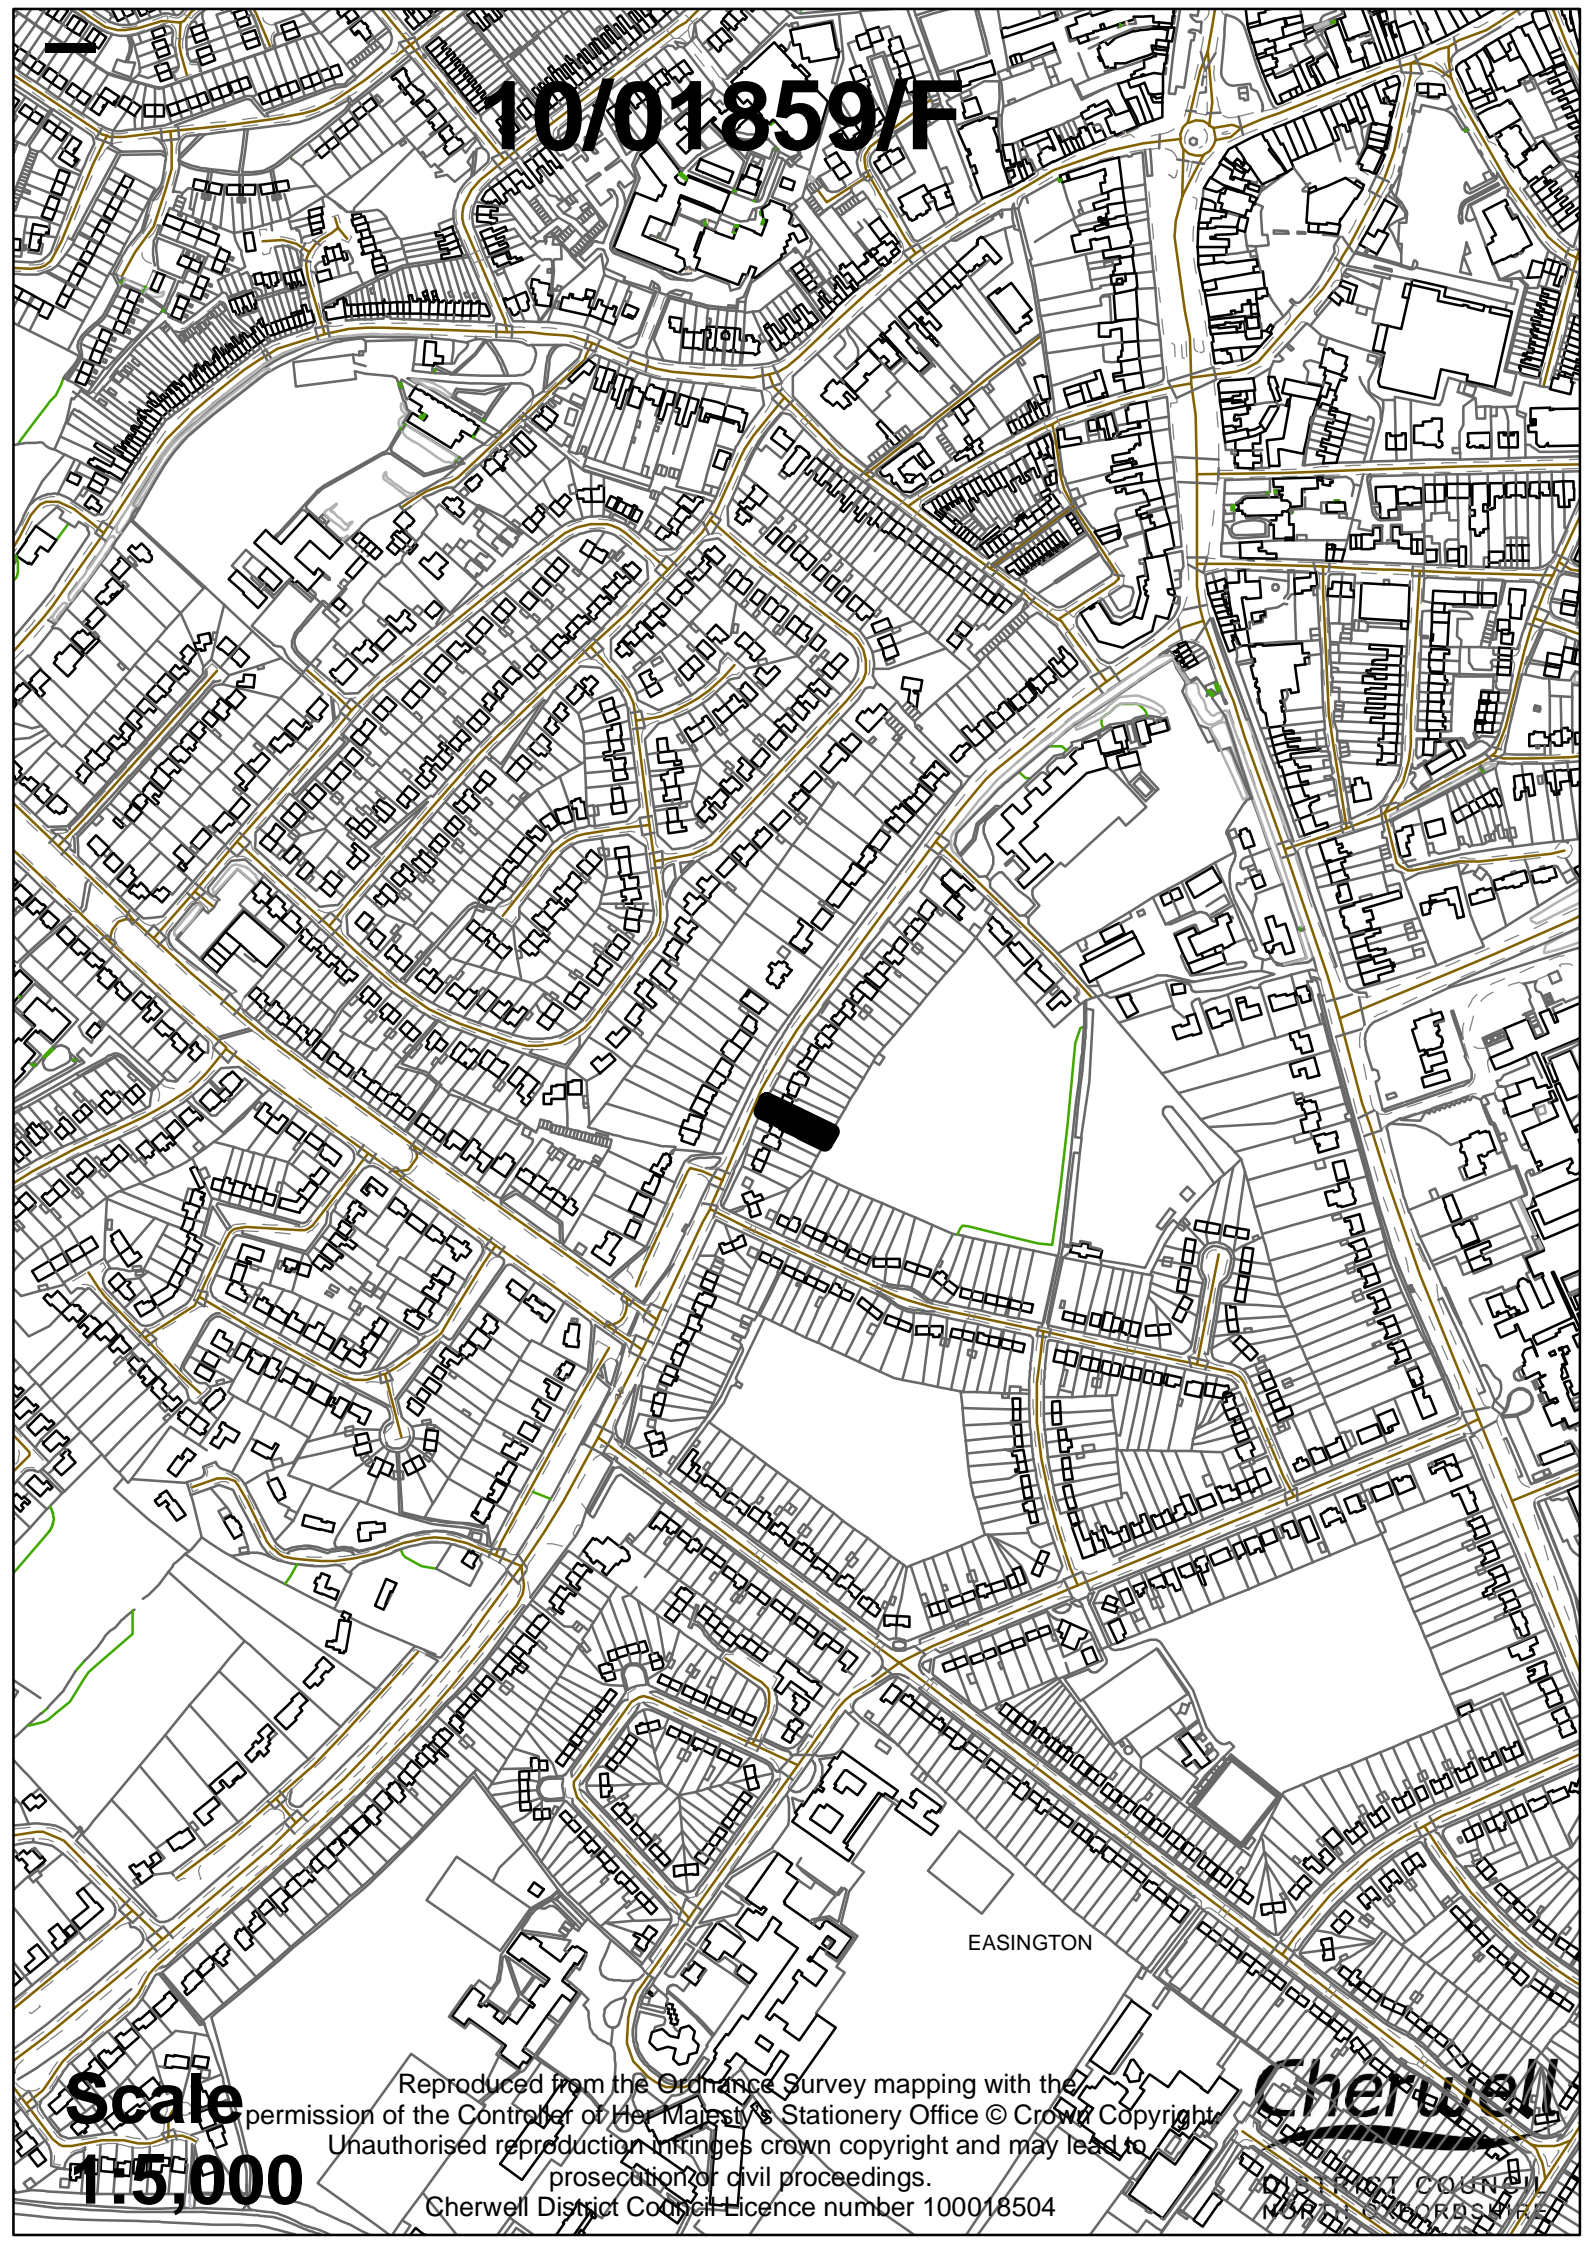 10/01859/F
EASINGTON
Scale
1:5,000
Reproduced from the Ordnance Survey mapping with the
permission of the Controller of Her Majesty's Stationery Office © Crown Copyright.
Unauthorised reproduction infringes crown copyright and may lead to
prosecution or civil proceedings.
Cherwell District Council Licence number 100018504
Cherwell
DISTRICT COUNCIL
NORTH OXFORDSHIRE